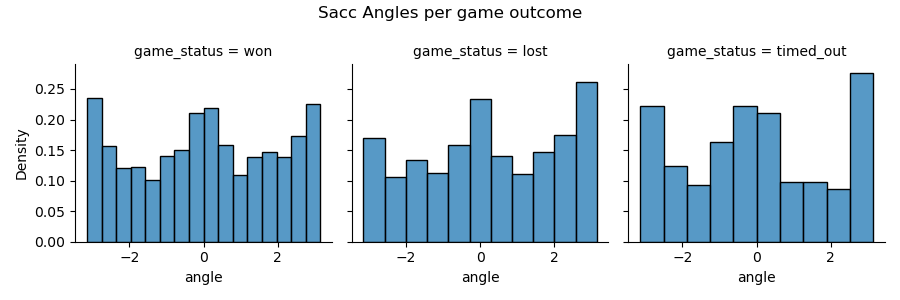 Sacc Angles per game outcome
game_status = won
game_status = lost
game_status = timed_out
Density
0.25
0.20
0.15
0.10
0.05
0.00
−2
0
2
−2
0
2
−2
0
2
angle
angle
angle